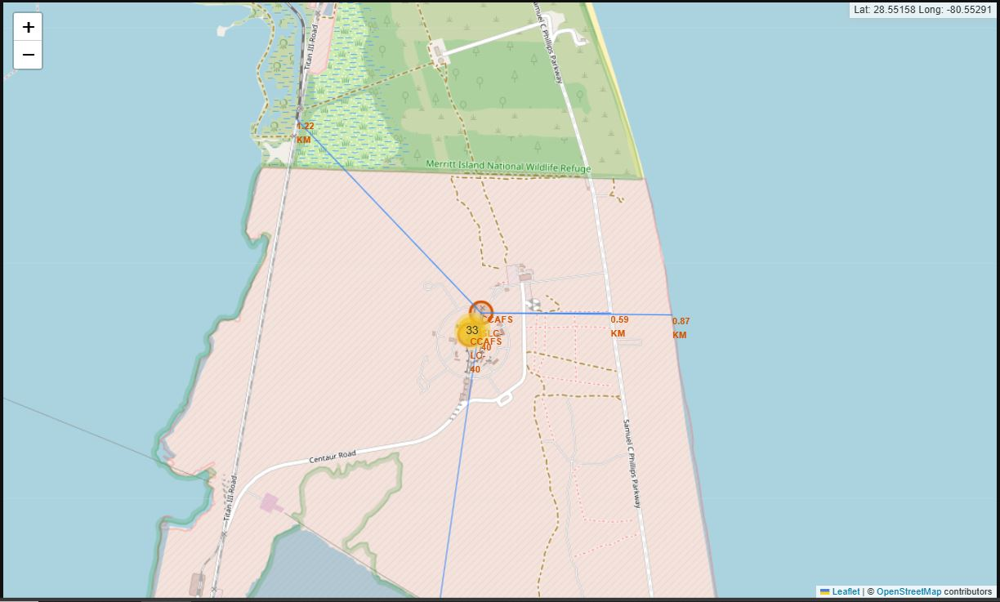 +
−
Lat: 28.55158 Long: -80.55291
Titan III Road
Samuel C Phillips Parkway
1.22
KM
Merritt Island National Wildlife Refuge
CCAFS
SLC-
40
33
CCAFS
LC-
40
0.59
KM
0.87
KM
Centaur Road
Samuel C Phillips Parkway
Titan III Road
Leaflet | © OpenStreetMap contributors